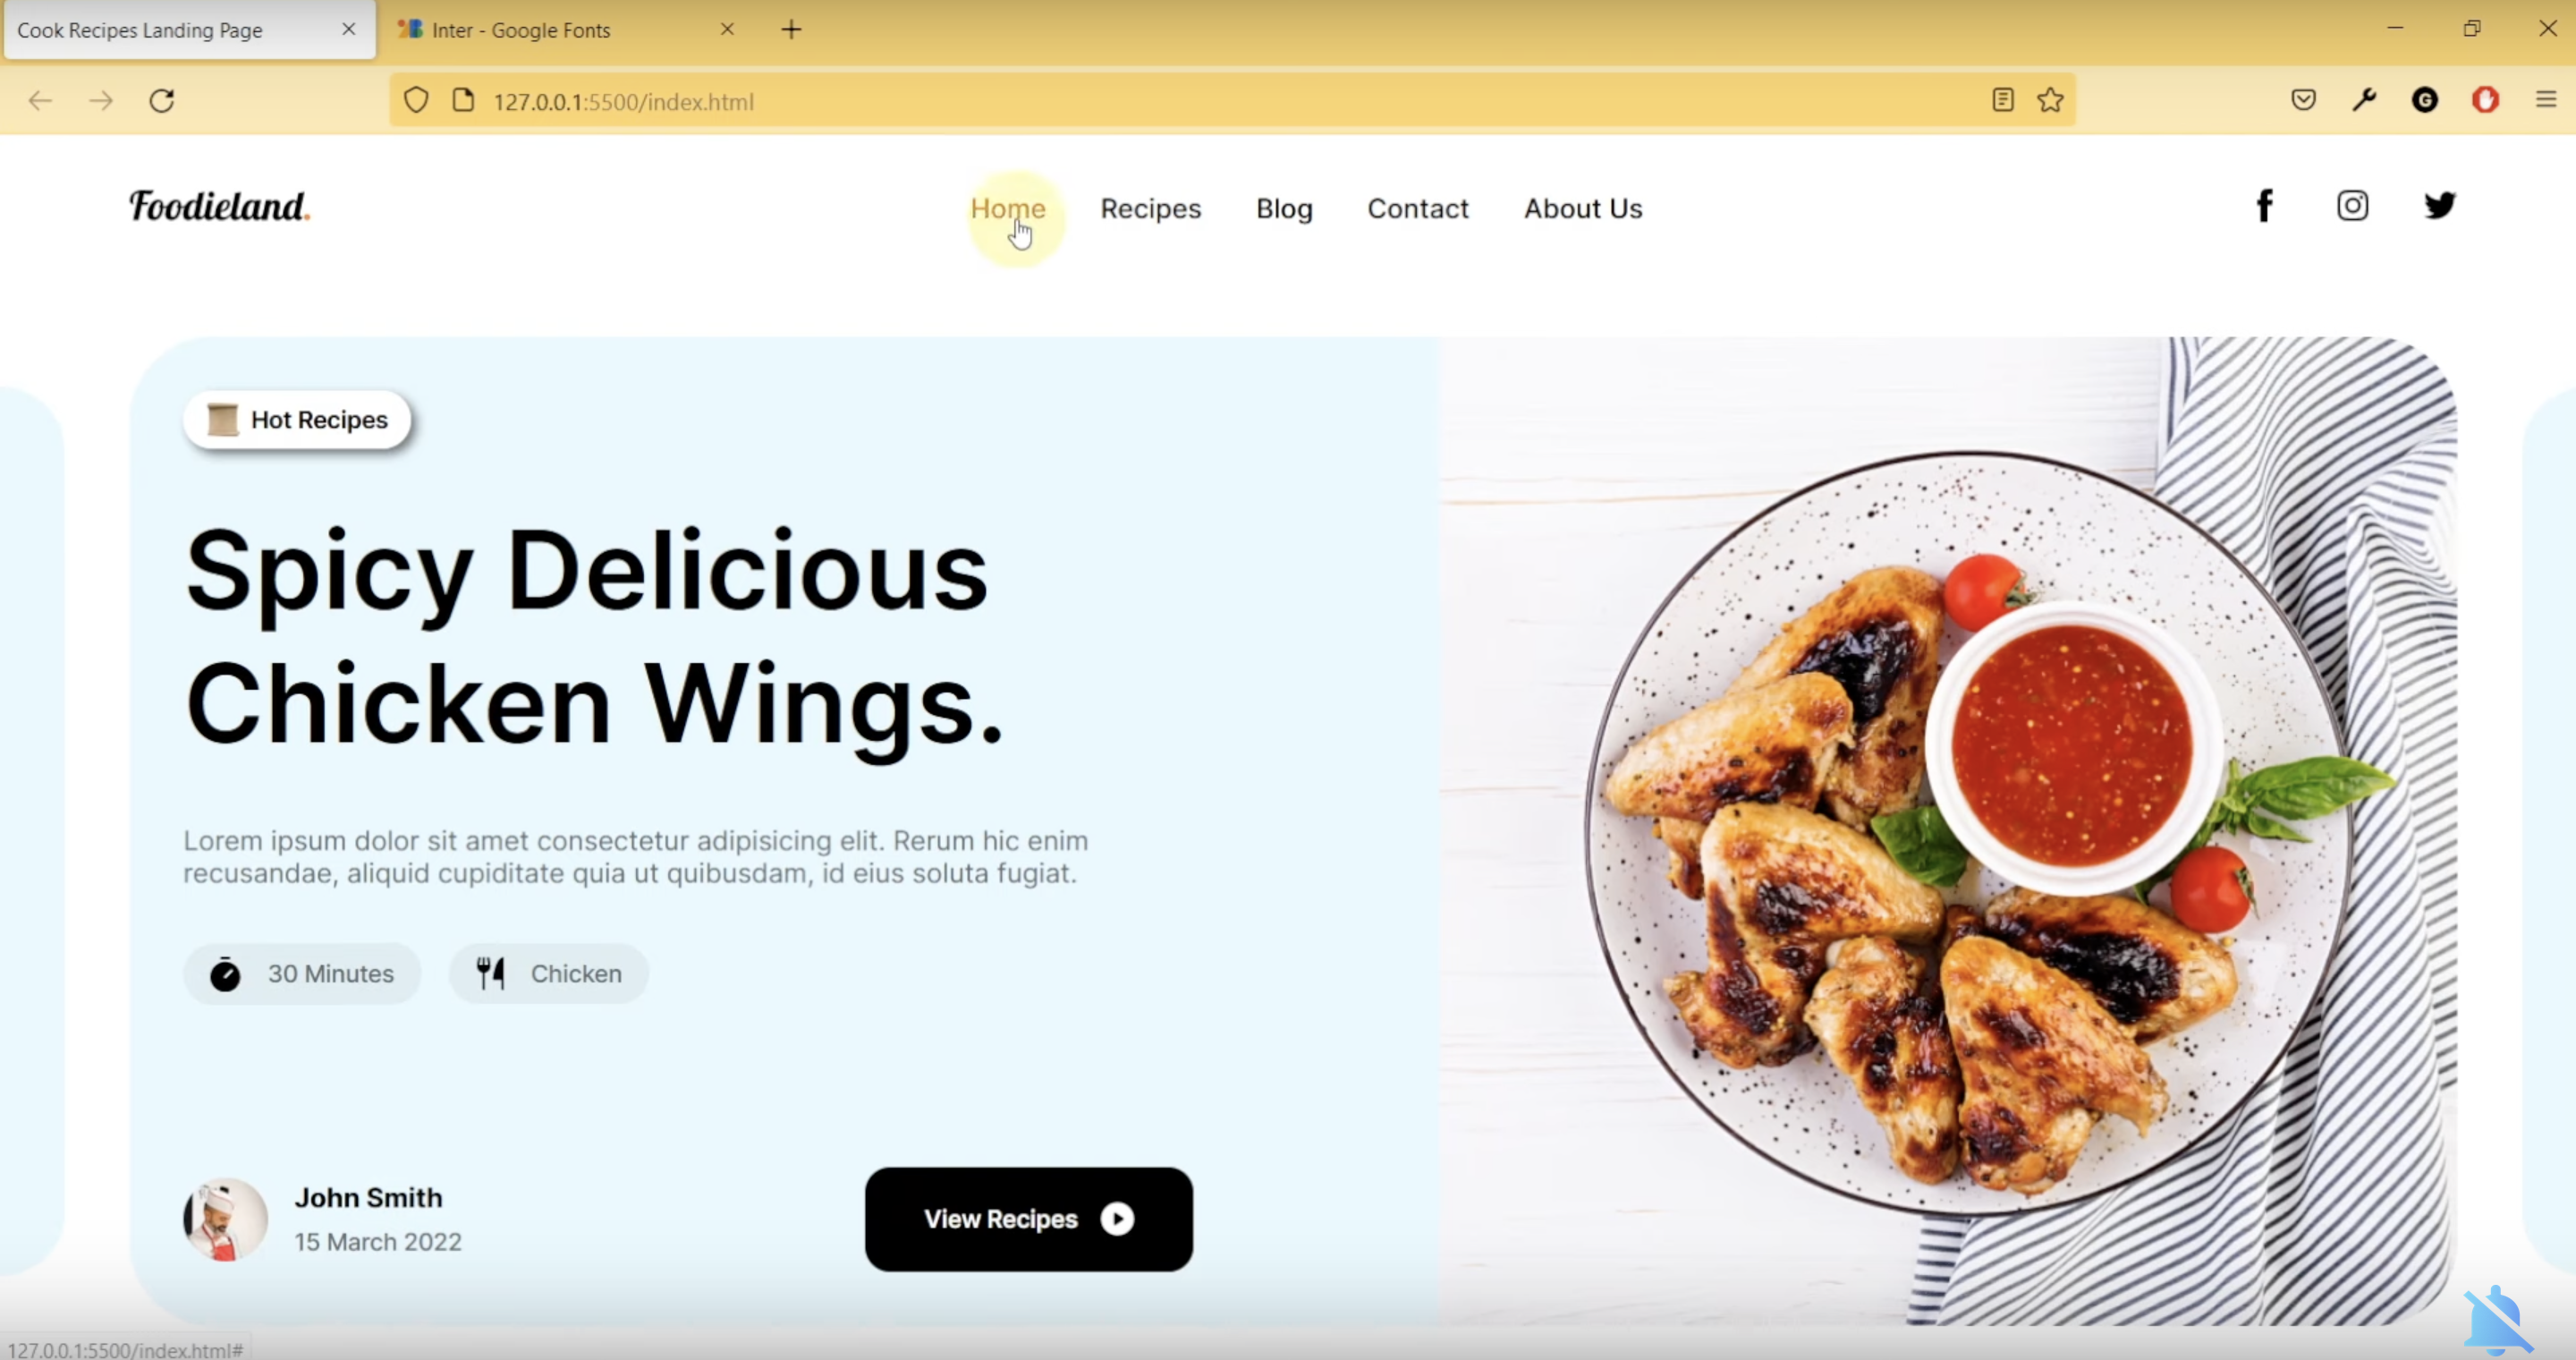 Cook Recipes Landing Page
Inter - Google Fonts
127.0.0.1:5500/index.html
G
Foodieland.
Home
Recipes
Blog
Contact
About Us
Hot Recipes
Spicy Delicious
Chicken Wings.
Lorem ipsum dolor sit amet consectetur adipisicing elit. Rerum hic enim
recusandae, aliquid cupiditate quia ut quibusdam, id eius soluta fugiat.
30 Minutes
Chicken
John Smith
15 March 2022
View Recipes
127.0.0.1:5500/index.html#